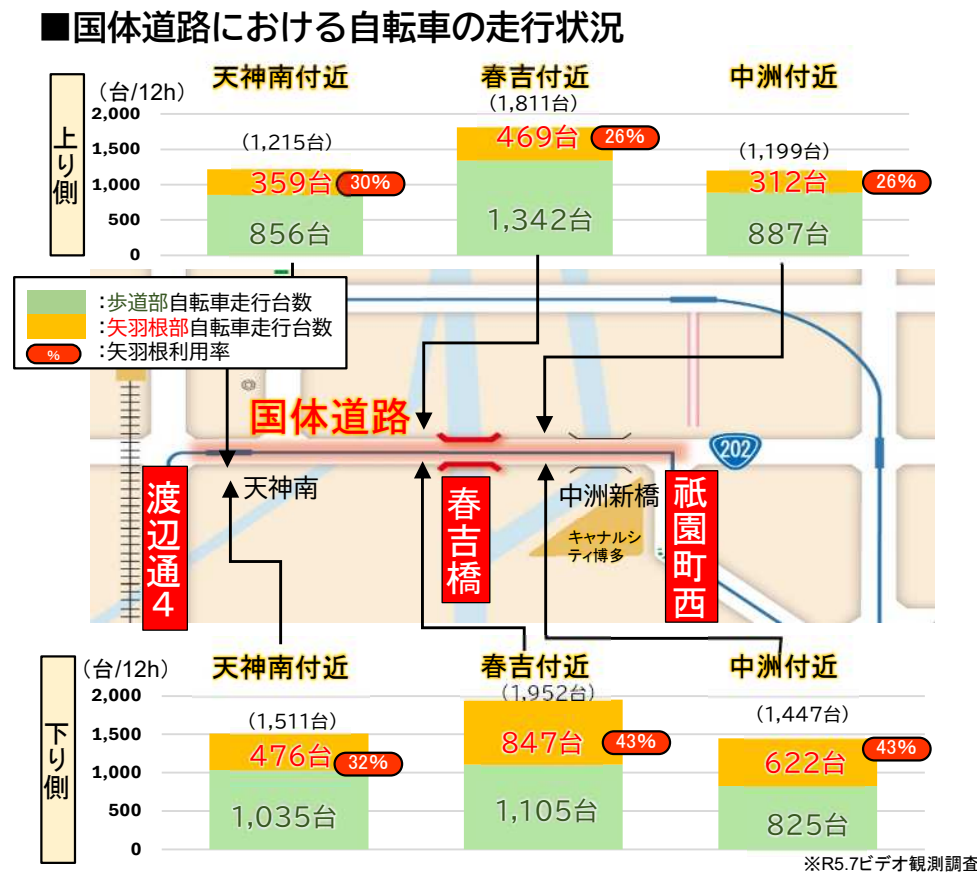 ■国体道路における自転車の走行状況
上り側
(台/12h)
2,000
1,500
1,000
500
0
天神南付近
(1,215台)
359台
30%
856台
春吉付近
(1,811台)
469台
26%
1,342台
中洲付近
(1,199台)
312台
26%
887台
:歩道部自転車走行台数
:矢羽根部自転車走行台数
% :矢羽根利用率
国体道路
202
渡辺通4
天神南
春吉橋
中洲新橋
キャナルシ
ティ博多
祇園町西
下り側
(台/12h)
2,000
1,500
1,000
500
0
天神南付近
(1,511台)
476台
32%
1,035台
春吉付近
(1,952台)
847台
43%
1,105台
中洲付近
(1,447台)
622台
43%
825台
※R5.7ビデオ観測調査